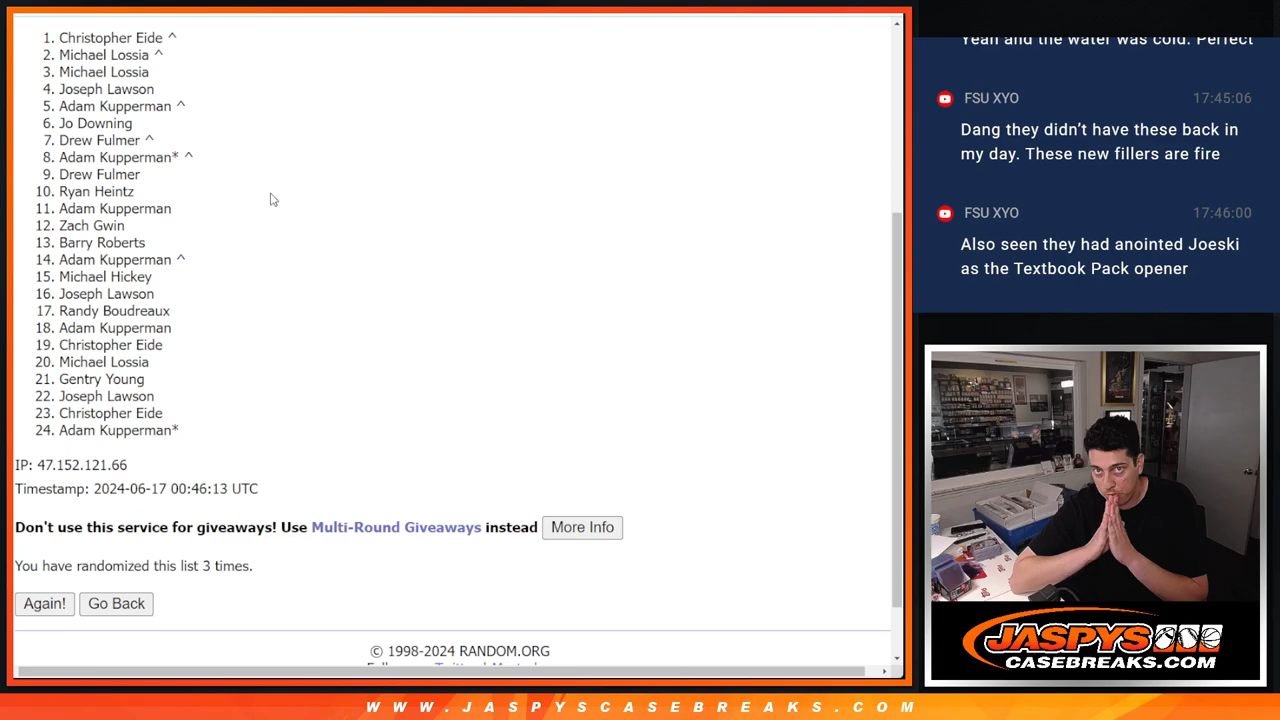 1. Christopher Eide ^
2. Michael Lossia ^
3. Michael Lossia
4. Joseph Lawson
5. Adam Kupperman ^
6. Jo Downing
7. Drew Fulmer ^
8. Adam Kupperman* ^
9. Drew Fulmer
10. Ryan Heintz
11. Adam Kupperman
12. Zach Gwin
13. Barry Roberts
14. Adam Kupperman ^
15. Michael Hickey
16. Joseph Lawson
17. Randy Boudreaux
18. Adam Kupperman
19. Christopher Eide
20. Michael Lossia
21. Gentry Young
22. Joseph Lawson
23. Christopher Eide
24. Adam Kupperman*
IP: 47.152.121.66
Timestamp: 2024-06-17 00:46:13 UTC
Don't use this service for giveaways! Use Multi-Round Giveaways instead More Info
You have randomized this list 3 times.
Again! Go Back
© 1998-2024 RANDOM.ORG
Yeah and the water was cold. Perfect
FSU XYO 17:45:06
Dang they didn’t have these back in
my day. These new fillers are fire
FSU XYO 17:46:00
Also seen they had anointed Joeski
as the Textbook Pack opener
JASPYS
CASEBREAKS.COM
WWW.JASPYSCASEBREAKS.COM